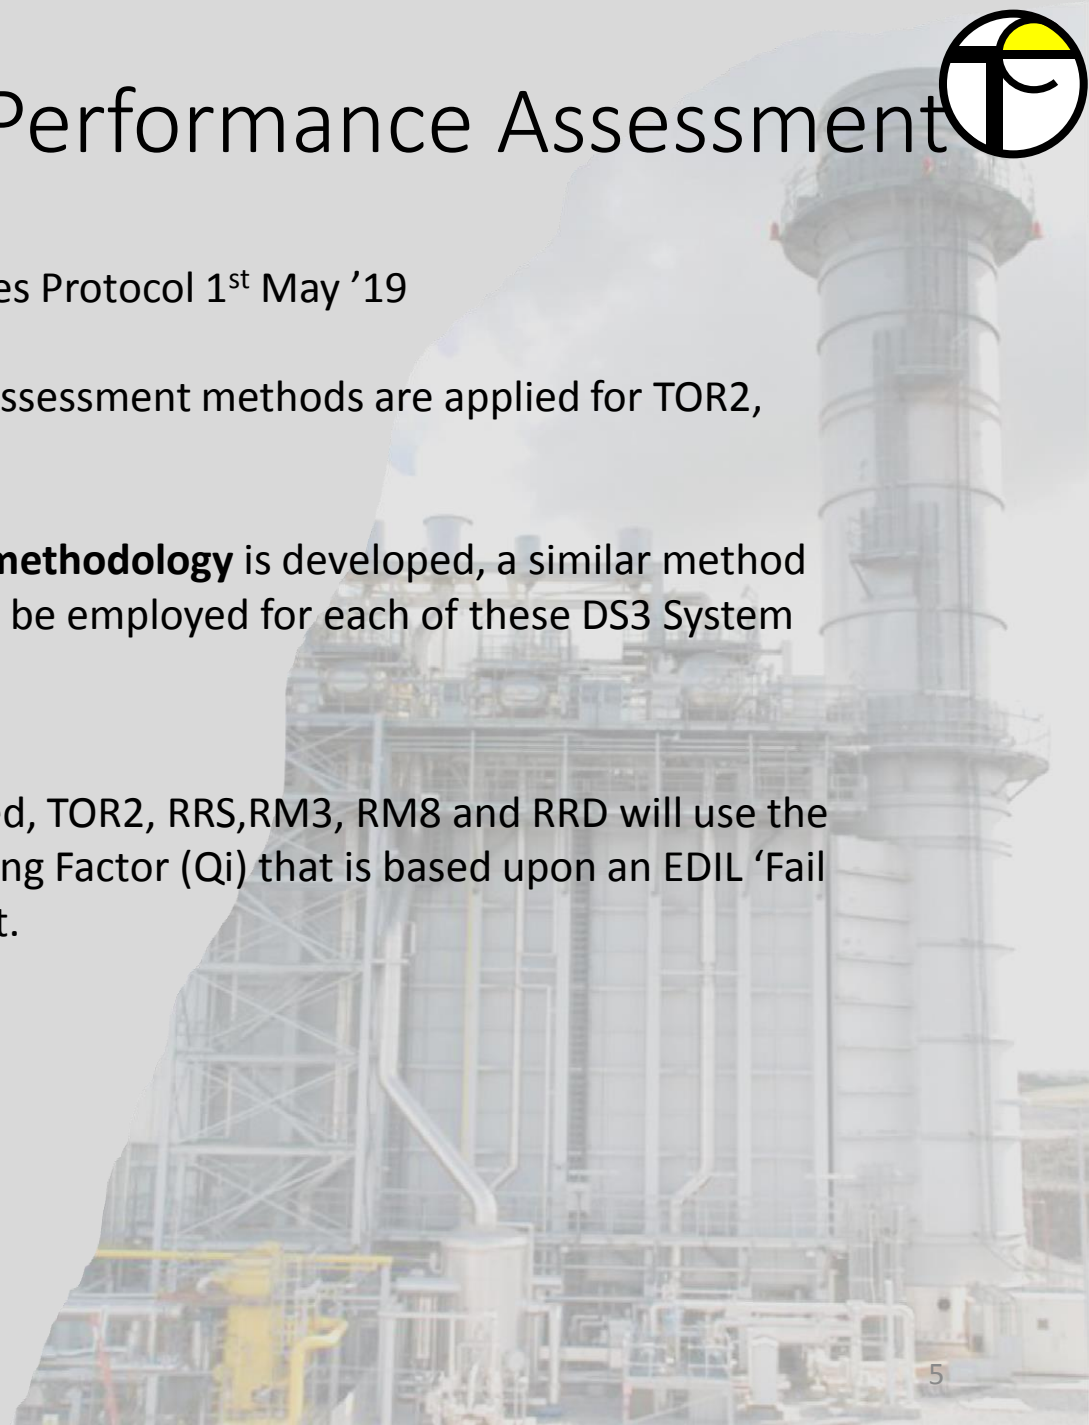 Performance Assessment
es Protocol 1st May ’19
ssessment methods are applied for TOR2,
methodology is developed, a similar method
be employed for each of these DS3 System
ed, TOR2, RRS,RM3, RM8 and RRD will use the
ng Factor (Qi) that is based upon an EDIL ‘Fail
t.
5